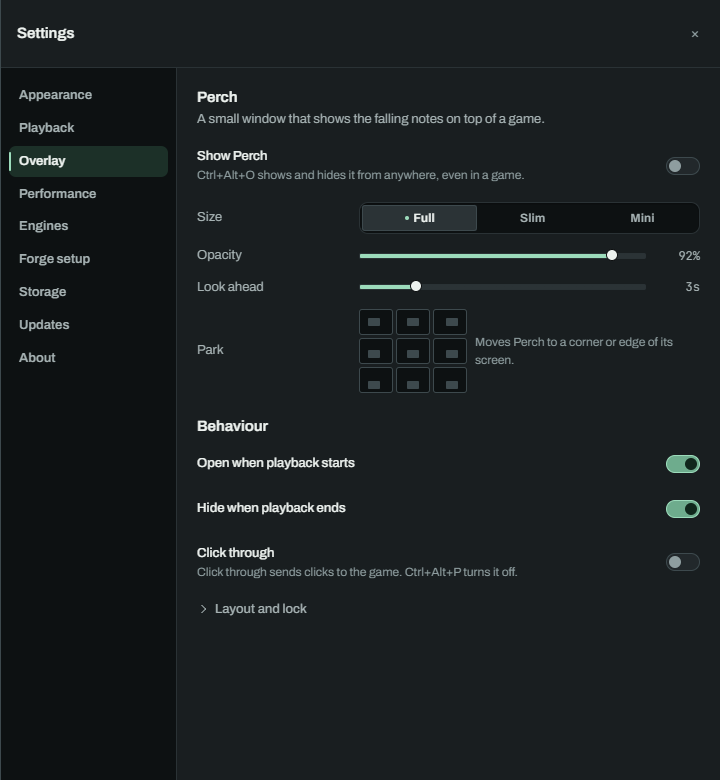 Settings
×
Appearance
Playback
Overlay
Performance
Engines
Forge setup
Storage
Updates
About
Perch
A small window that shows the falling notes on top of a game.
Show Perch
Ctrl+Alt+O shows and hides it from anywhere, even in a game.
Size
Full Slim Mini
Opacity 92%
Look ahead 3s
Park
Moves Perch to a corner or edge of its
screen.
Behaviour
Open when playback starts
Hide when playback ends
Click through
Click through sends clicks to the game. Ctrl+Alt+P turns it off.
Layout and lock